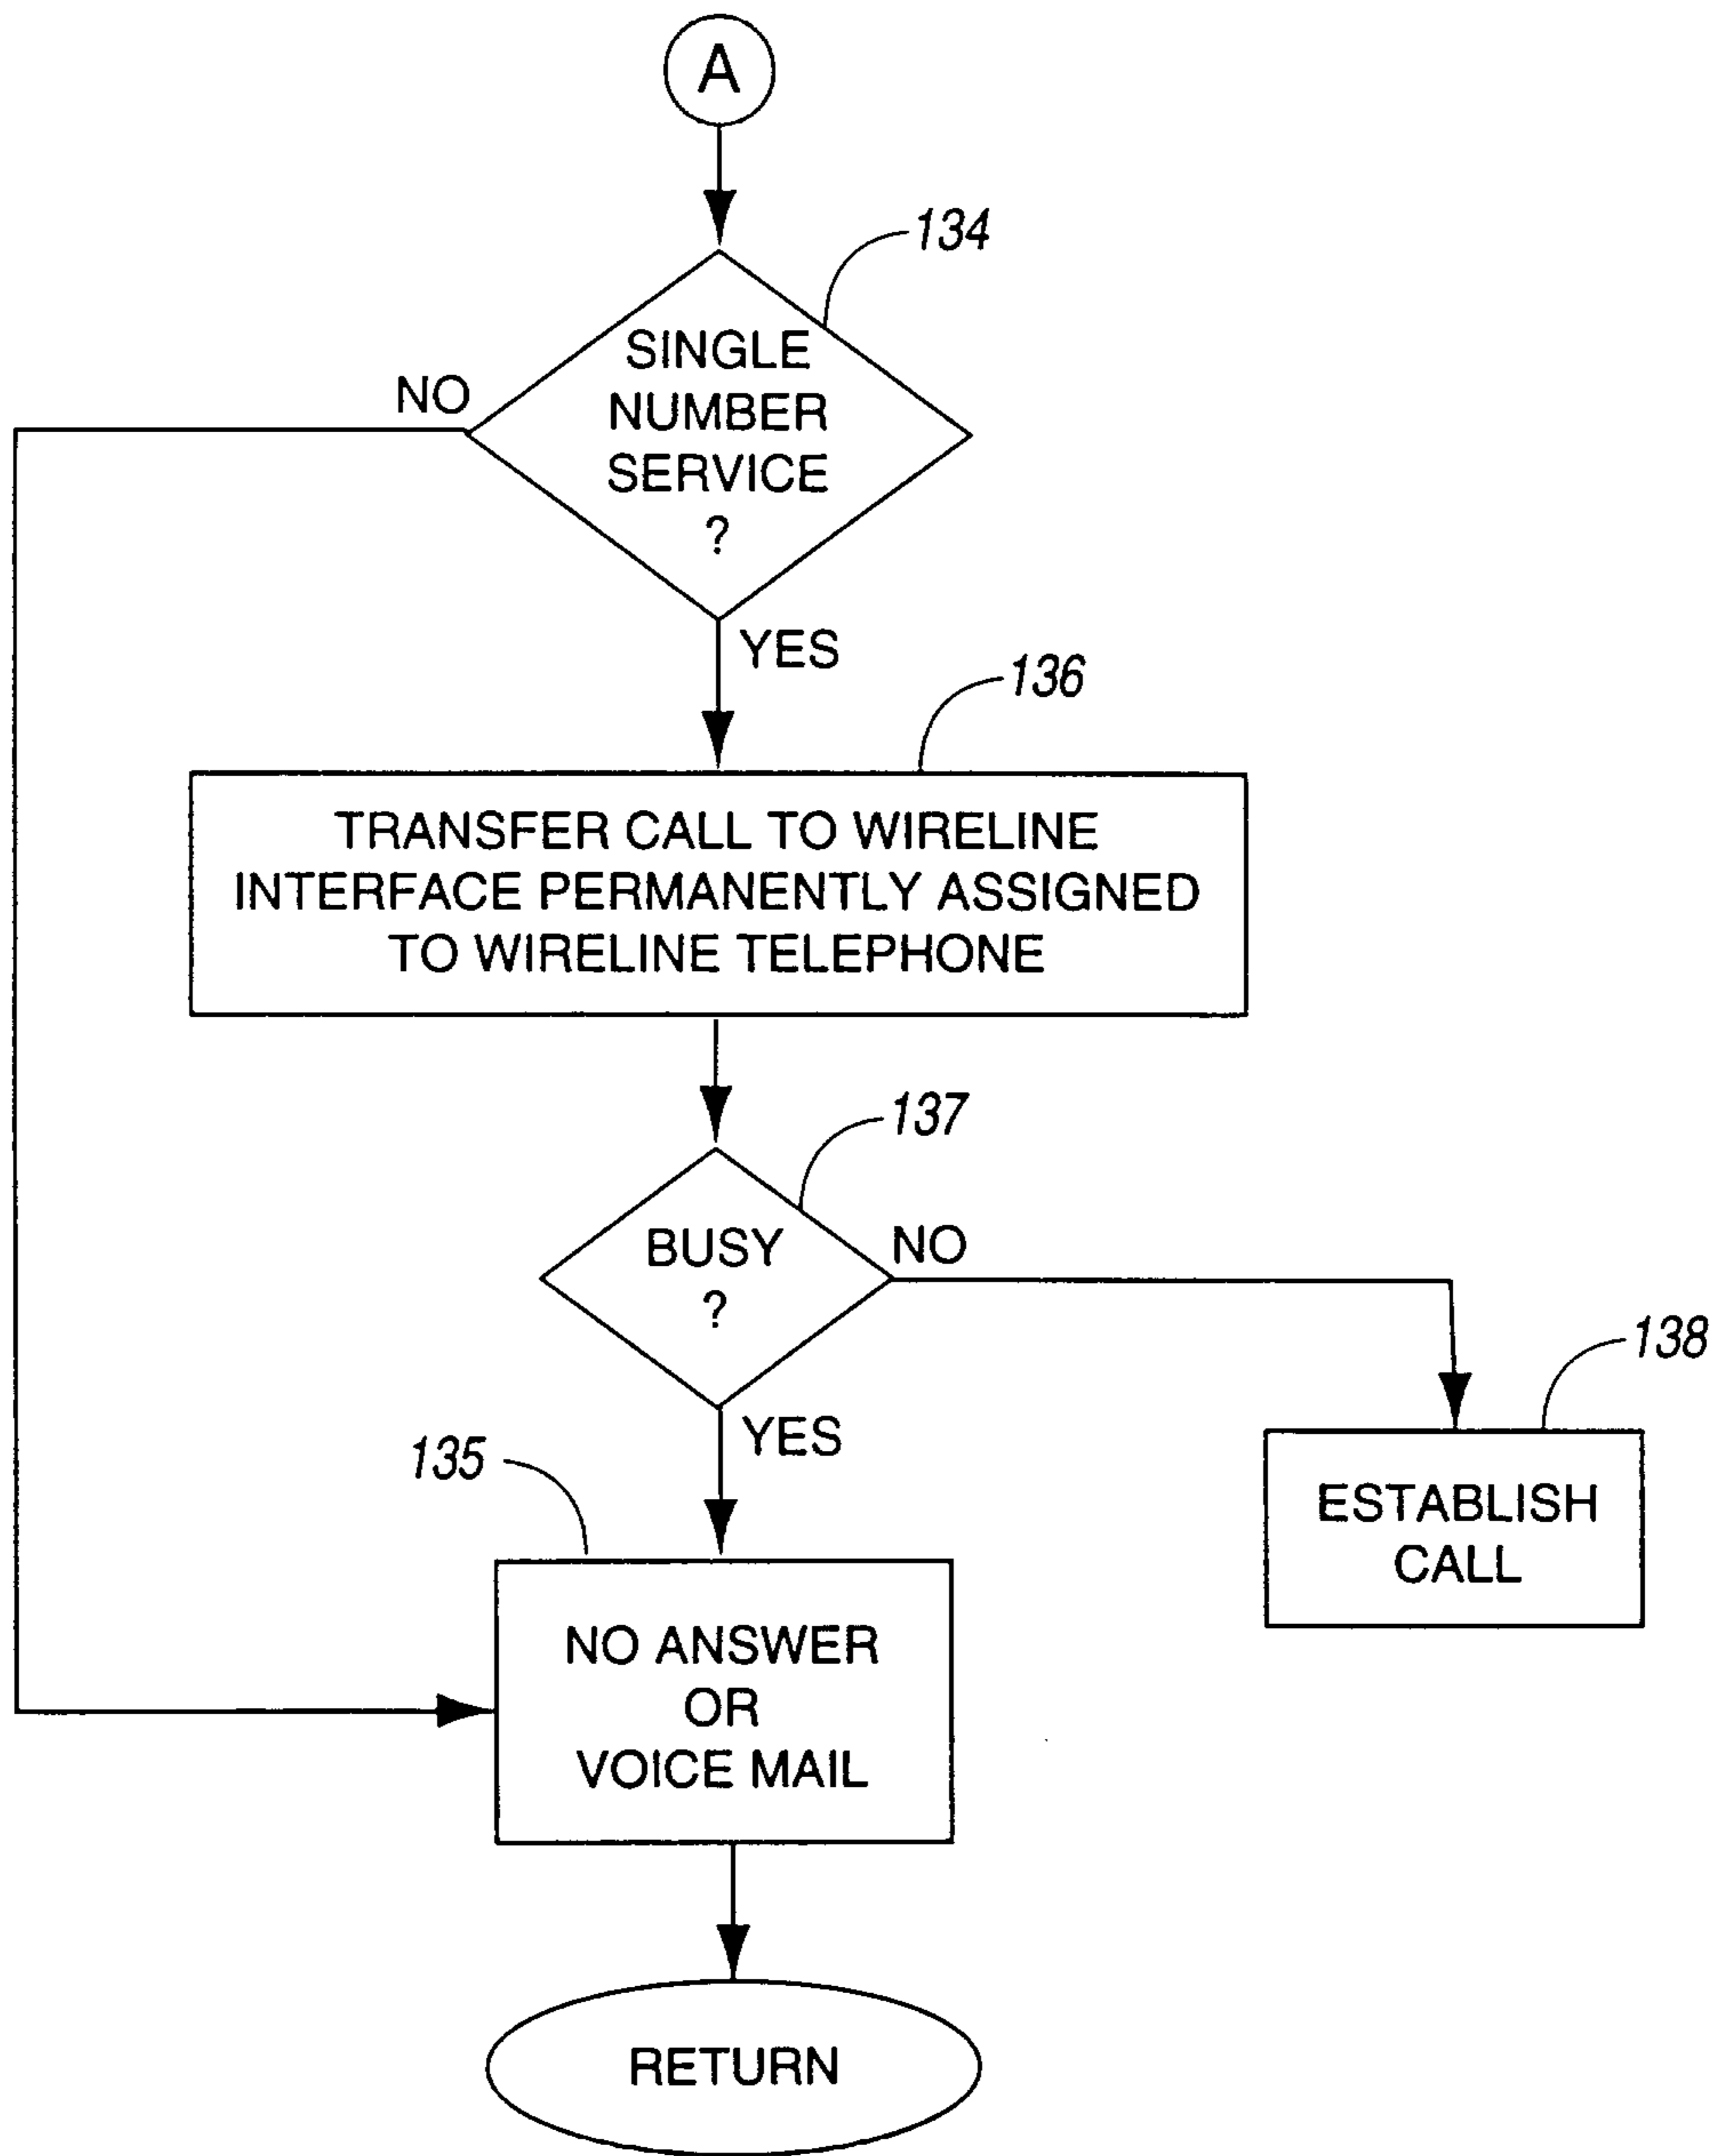 A
134
SINGLE
NUMBER
SERVICE
?
NO
YES
136
TRANSFER CALL TO WIRELINE
INTERFACE PERMANENTLY ASSIGNED
TO WIRELINE TELEPHONE
137
BUSY
?
NO
138
YES
135
ESTABLISH
CALL
NO ANSWER
OR
VOICE MAIL
RETURN